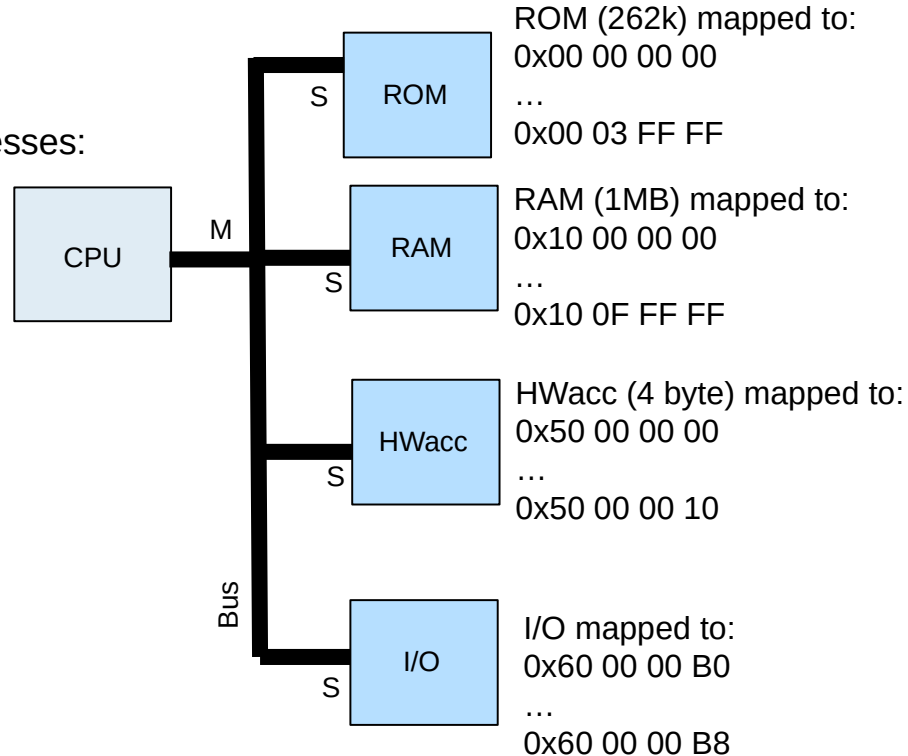 ROM (262k) mapped to:
0x00 00 00 00
…
0x00 03 FF FF
ROM
S
esses:
CPU
M
RAM
S
RAM (1MB) mapped to:
0x10 00 00 00
…
0x10 0F FF FF
HWacc
S
HWacc (4 byte) mapped to:
0x50 00 00 00
…
0x50 00 00 10
Bus
I/O
S
I/O mapped to:
0x60 00 00 B0
…
0x60 00 00 B8